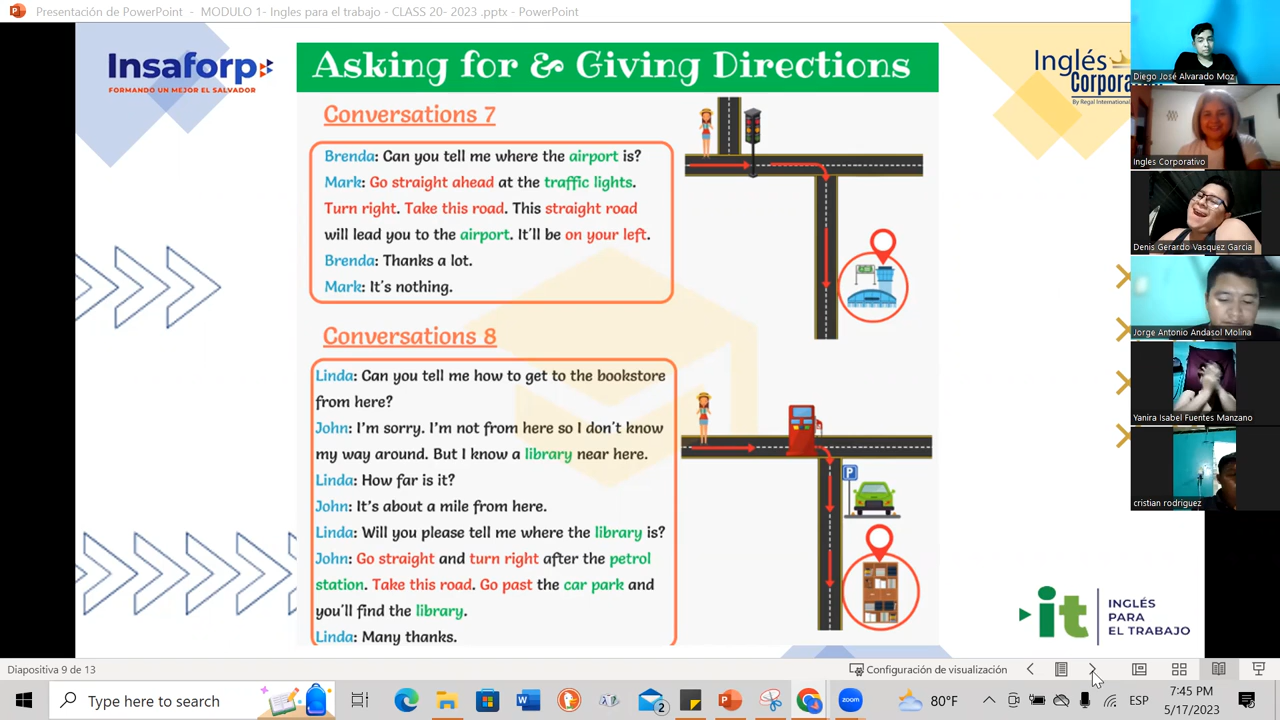 Presentación de PowerPoint - MODULO 1- Ingles para el trabajo - CLASS 20- 2023 .pptx - PowerPoint
Insaforp
FORMANDO UN MEJOR EL SALVADOR
Asking for & Giving Directions
Inglés
Corporativo
By Regal International
Conversations 7
Brenda: Can you tell me where the airport is?
Mark: Go straight ahead at the traffic lights.
Turn right. Take this road. This straight road
will lead you to the airport. It'll be on your left.
Brenda: Thanks a lot.
Mark: It's nothing.
Conversations 8
Linda: Can you tell me how to get to the bookstore
from here?
John: I'm sorry. I'm not from here so I don't know
my way around. But I know a library near here.
Linda: How far is it?
John: It's about a mile from here.
Linda: Will you please tell me where the library is?
John: Go straight and turn right after the petrol
station. Take this road. Go past the car park and
you'll find the library.
Linda: Many thanks.
P
it
INGLÉS
PARA
EL TRABAJO
Diego José Alvarado Moz
Ingles Corporativo
Denis Gerardo Vasquez Garcia
Jorge Antonio Andasol Molina
Yanira Isabel Fuentes Manzano
cristian rodriguez
Diapositiva 9 de 13
Configuración de visualización
Type here to search
2
80°F
ESP
7:45 PM
5/17/2023